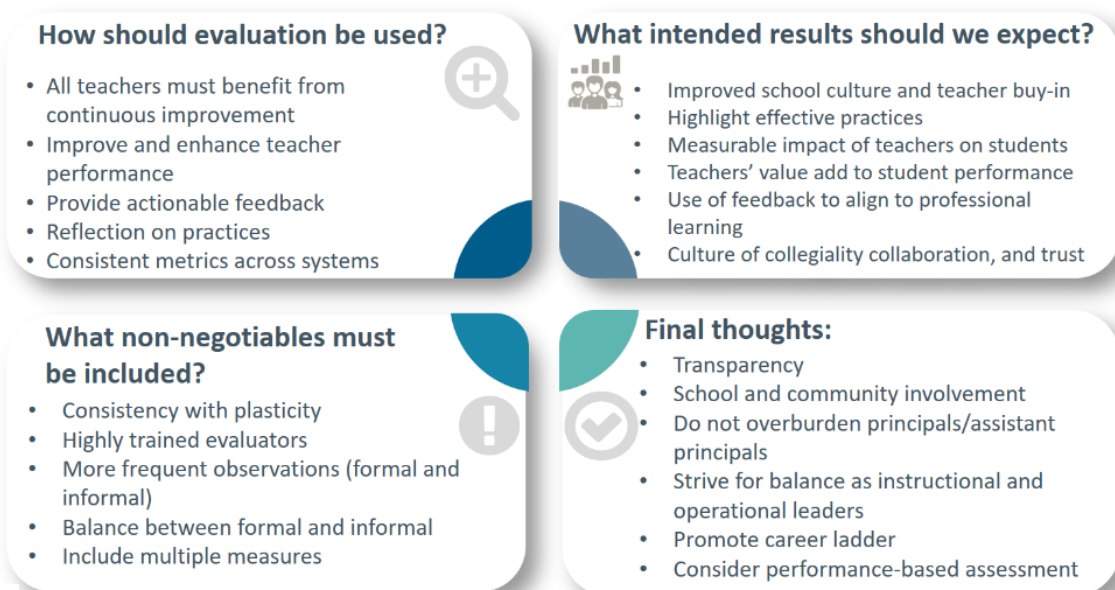 How should evaluation be used?
• All teachers must benefit from
continuous improvement
• Improve and enhance teacher
performance
• Provide actionable feedback
• Reflection on practices
• Consistent metrics across systems
What intended results should we expect?
• Improved school culture and teacher buy-in
• Highlight effective practices
• Measurable impact of teachers on students
• Teachers' value add to student performance
• Use of feedback to align to professional
learning
• Culture of collegiality collaboration, and trust
What non-negotiables must
be included?
• Consistency with plasticity
• Highly trained evaluators
• More frequent observations (formal and
informal)
• Balance between formal and informal
• Include multiple measures
Final thoughts:
• Transparency
• School and community involvement
• Do not overburden principals/assistant
principals
• Strive for balance as instructional and
operational leaders
• Promote career ladder
• Consider performance-based assessment